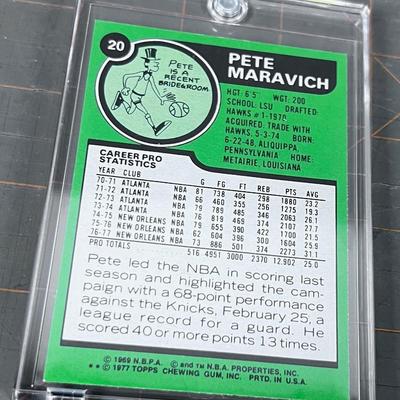 20
PETE IS A
RECENT
BRIDEGROOM
PETE
MARAVICH
HGT: 6'5" WGT: 200
SCHOOL: LSU DRAFTED:
HAWKS #1-1970
ACQUIRED: TRADE WITH
HAWKS, 5-3-74 BORN:
6-22-48, ALIQUIPPA,
PENNSYLVANIA HOME:
METAIRIE, LOUISIANA
CAREER PRO
STATISTICS
YEAR CLUB G FG FT REB PTS AVG
70-71 ATLANTA NBA 81 738 404 298 1880 23.2
71-72 ATLANTA NBA 66 460 355 256 1275 19.3
72-73 ATLANTA NBA 79 789 485 346 2063 26.1
73-74 ATLANTA NBA 76 819 469 374 2107 27.7
74-75 NEW ORLEANS NBA 79 655 390 422 1700 21.5
75-76 NEW ORLEANS NBA 62 604 396 300 1604 25.9
76-77 NEW ORLEANS NBA 73 886 501 374 2273 31.1
PRO TOTALS 516 4951 3000 2370 12,902 25.0
Pete led the NBA in scoring last
season and highlighted the cam-
paign with a 68-point performance
against the Knicks, February 25, a
league record for a guard. He
scored 40 or more points 13 times.
© 1969 N.B.P.A. © and ™ N.B.A. PROPERTIES, INC.
** © 1977 TOPPS CHEWING GUM, INC. PRTD. IN U.S.A.